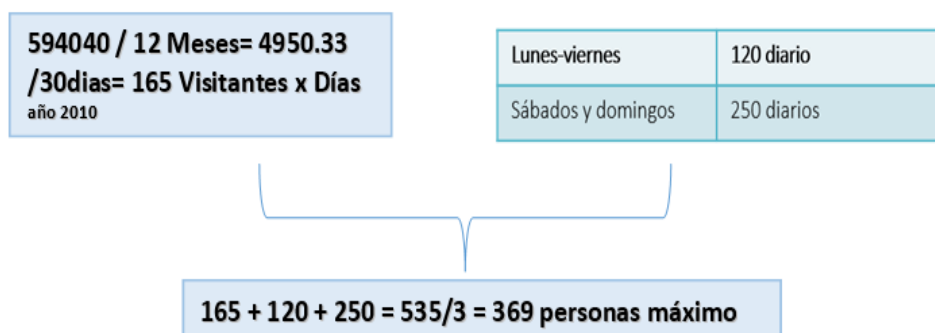 594040 / 12 Meses= 4950.33
/30dias= 165 Visitantes x Días
año 2010
Lunes-viernes 120 diario
Sábados y domingos 250 diarios
165 + 120 + 250 = 535/3 = 369 personas máximo